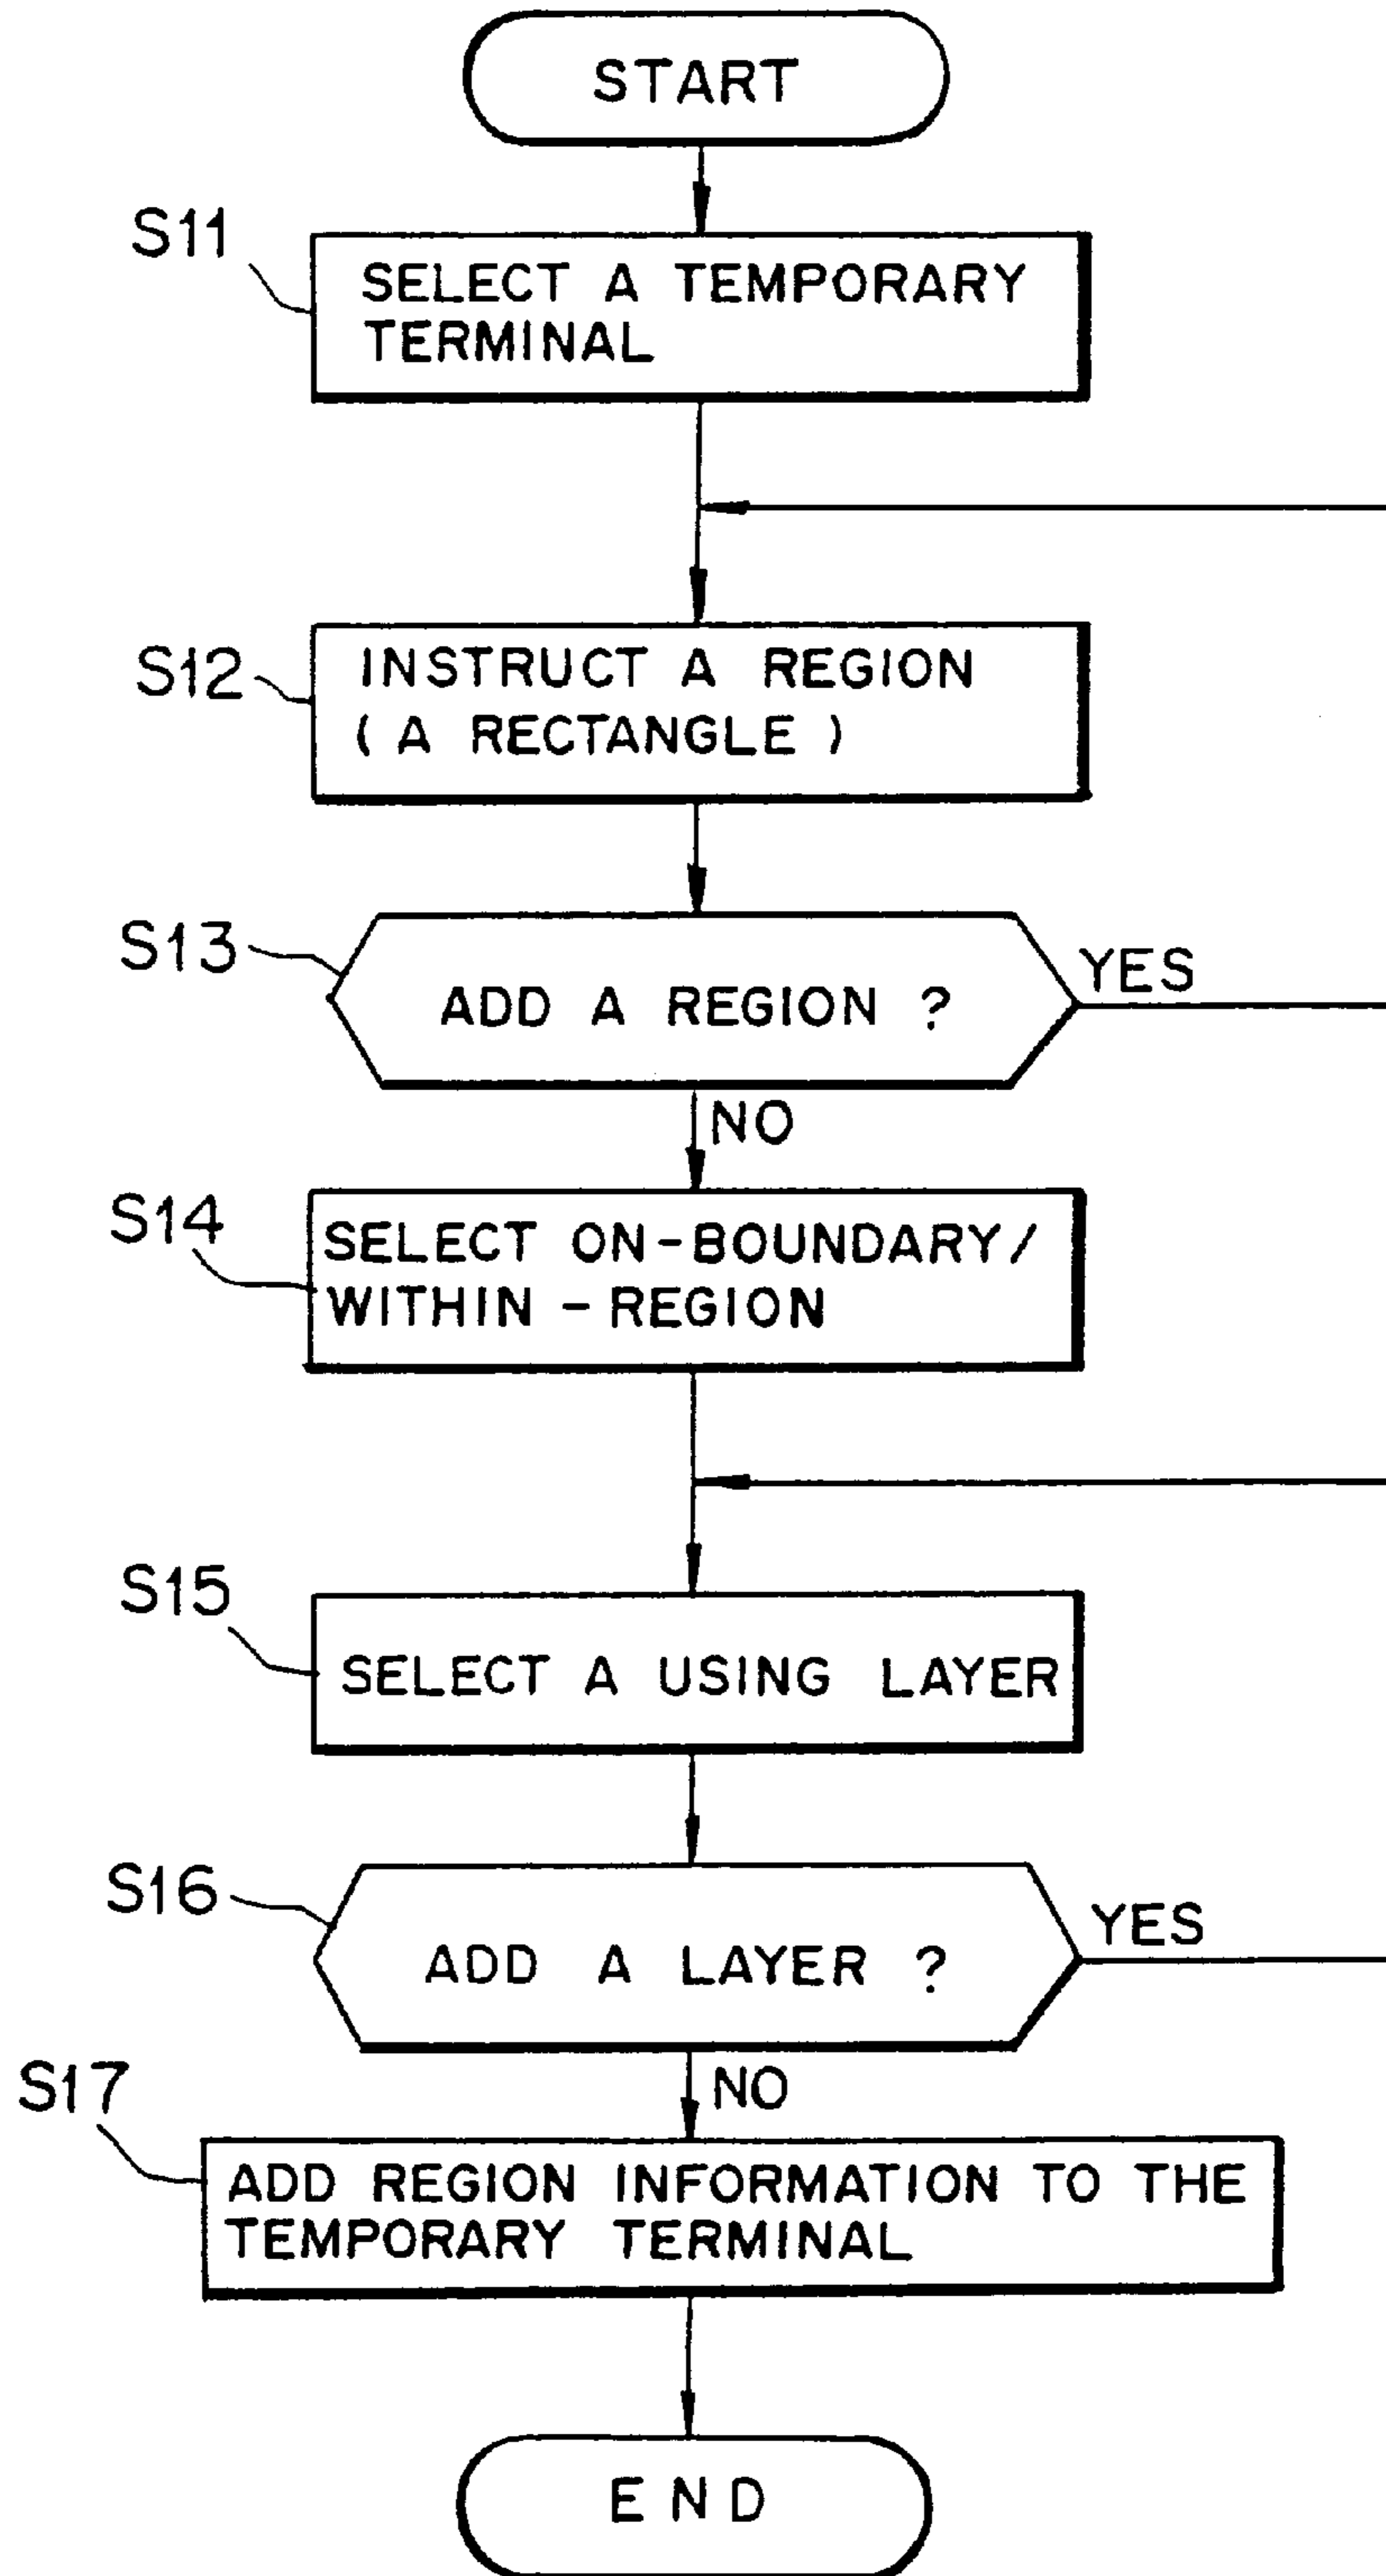 START
S11
SELECT A TEMPORARY
TERMINAL
S12
INSTRUCT A REGION
( A RECTANGLE )
S13
ADD A REGION ?
YES
NO
S14
SELECT ON-BOUNDARY/
WITHIN-REGION
S15
SELECT A USING LAYER
S16
ADD A LAYER ?
YES
NO
S17
ADD REGION INFORMATION TO THE
TEMPORARY TERMINAL
END